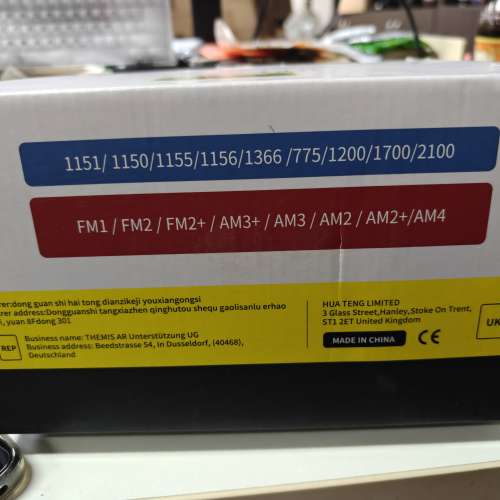 1151/ 1150/1155/1156/1366 /775/1200/1700/2100
FM1 / FM2 / FM2+ / AM3+ / AM3 / AM2 / AM2+/AM4
rer:dong guan shi hai tong dianzikeji youxiangongsi
rer address:Dongguanshi tangxiazhen qinghutou shequ gaolisanlu erhao
i, yuan 8Fdong 301
REP
Business name: THEMIS AR Unterstützung UG
Business address: Beedstrasse 54, in Dusseldorf, (40468),
Deutschland
HUA TENG LIMITED
3 Glass Street,Hanley,Stoke On Trent,
ST1 2ET United Kingdom
MADE IN CHINA
CE
UK